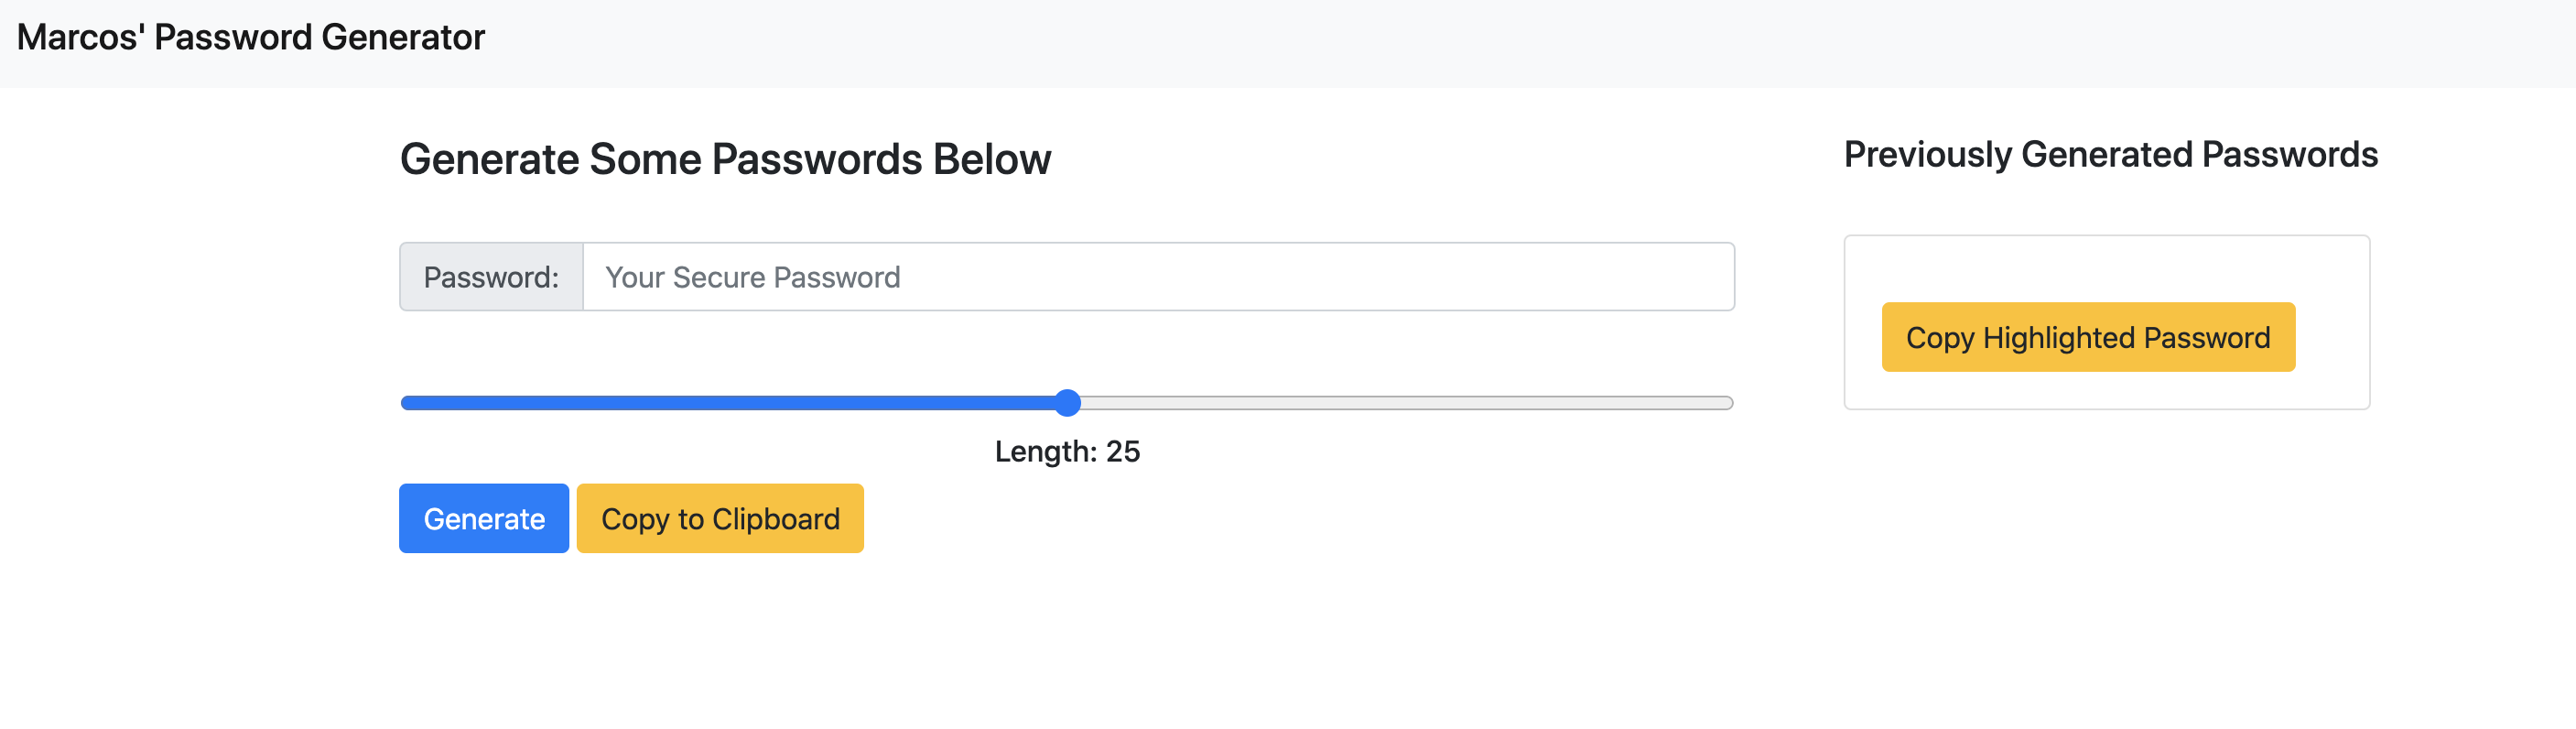 Marcos' Password Generator
Generate Some Passwords Below
Password: Your Secure Password
Length: 25
Generate Copy to Clipboard
Previously Generated Passwords
Copy Highlighted Password